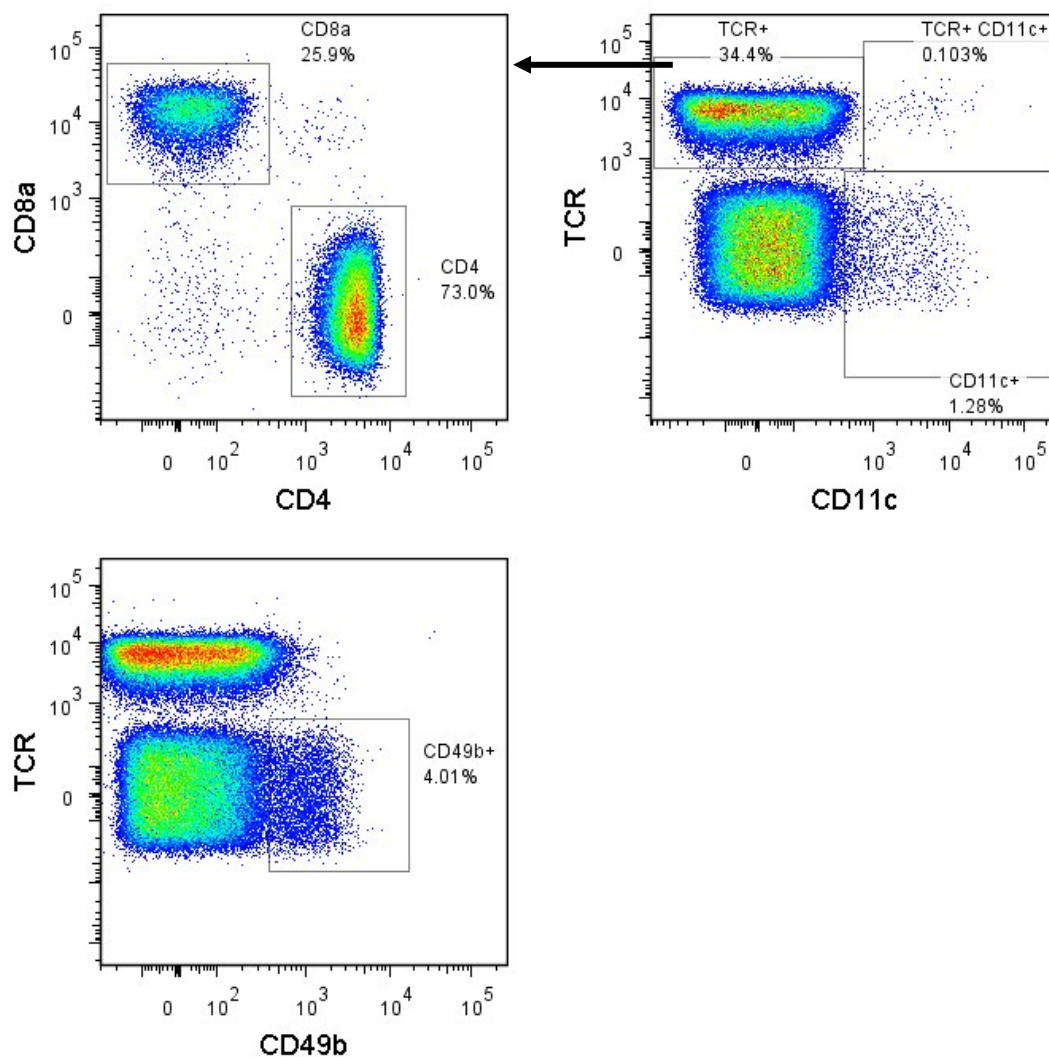 CD8a
25.9%
10^5
10^4
10^3
0
CD8a
CD4
73.0%
0 10^2 10^3 10^4 10^5
CD4
TCR+
34.4%
TCR+ CD11c+
0.103%
10^5
10^4
10^3
0
TCR
CD11c+
1.28%
0 10^3 10^4 10^5
CD11c
10^5
10^4
10^3
0
TCR
CD49b+
4.01%
0 10^2 10^3 10^4 10^5
CD49b